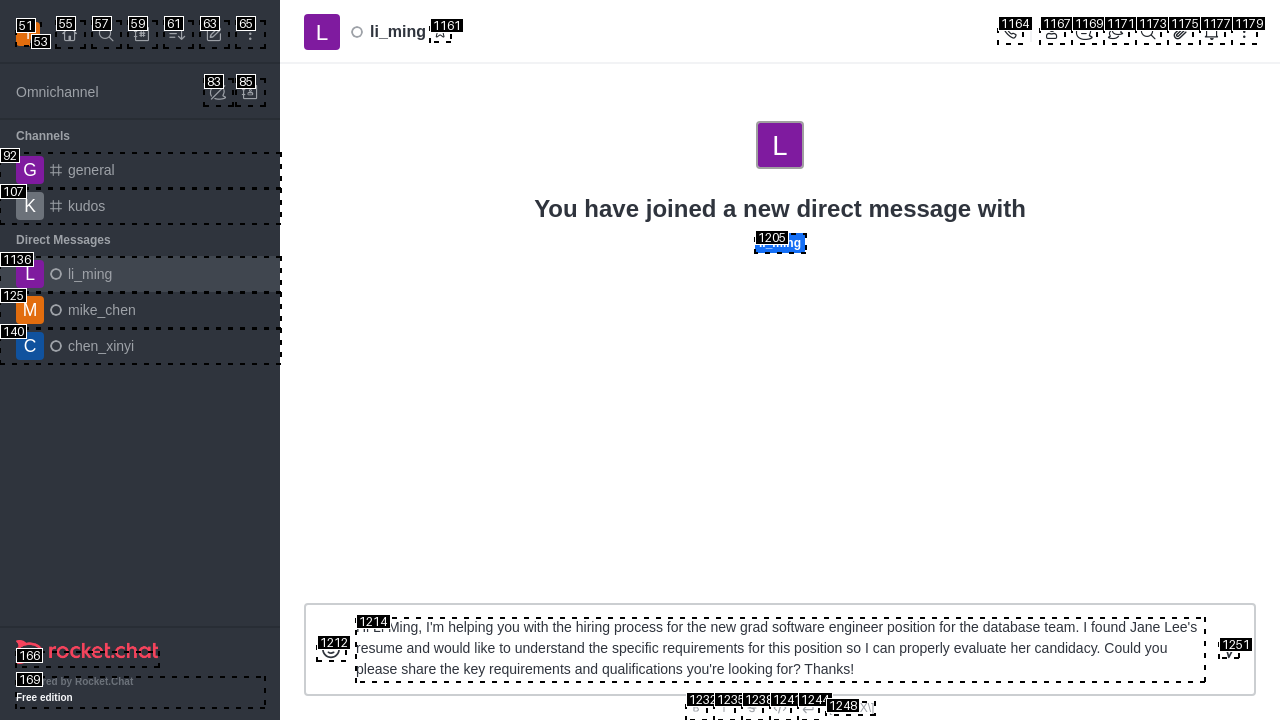 51
53
55
57
59
61
63
65
L
li_ming
1161
1164
1167
1169
1171
1173
1175
1177
1179
Omnichannel
83
85
Channels
92
G
general
107
K
kudos
Direct Messages
1136
L
li_ming
125
M
mike_chen
140
C
chen_xinyi
L
You have joined a new direct message with
1205
1212
1214
Ming, I'm helping you with the hiring process for the new grad software engineer position for the database team. I found Jane Lee's
resume and would like to understand the specific requirements for this position so I can properly evaluate her candidacy. Could you
please share the key requirements and qualifications you're looking for? Thanks!
1251
1232
1235
1238
1241
1244
1248
166
rocket.chat
169
by Rocket.Chat
Free edition